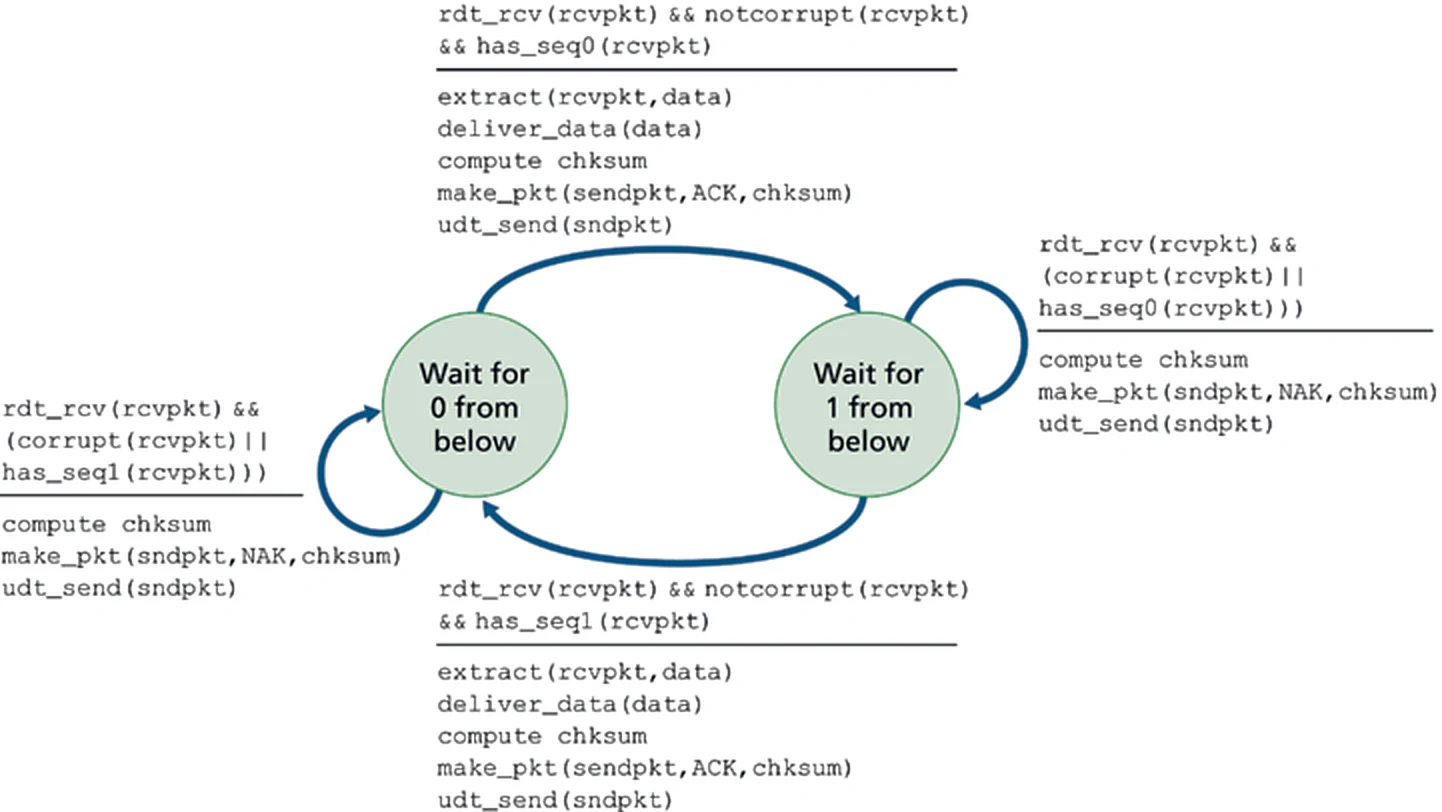 rdt_rcv(rcvpkt) && notcorrupt(rcvpkt)
&& has_seq0(rcvpkt)
extract(rcvpkt,data)
deliver_data(data)
compute chksum
make_pkt(sendpkt,ACK,chksum)
udt_send(sndpkt)
rdt_rcv(rcvpkt) &&
(corrupt(rcvpkt)||
has_seq0(rcvpkt)))
compute chksum
make_pkt(sndpkt,NAK,chksum)
udt_send(sndpkt)
Wait for
0 from
below
Wait for
1 from
below
rdt_rcv(rcvpkt) &&
(corrupt(rcvpkt)||
has_seq1(rcvpkt)))
compute chksum
make_pkt(sndpkt,NAK,chksum)
udt_send(sndpkt)
rdt_rcv(rcvpkt) && notcorrupt(rcvpkt)
&& has_seq1(rcvpkt)
extract(rcvpkt,data)
deliver_data(data)
compute chksum
make_pkt(sendpkt,ACK,chksum)
udt_send(sndpkt)